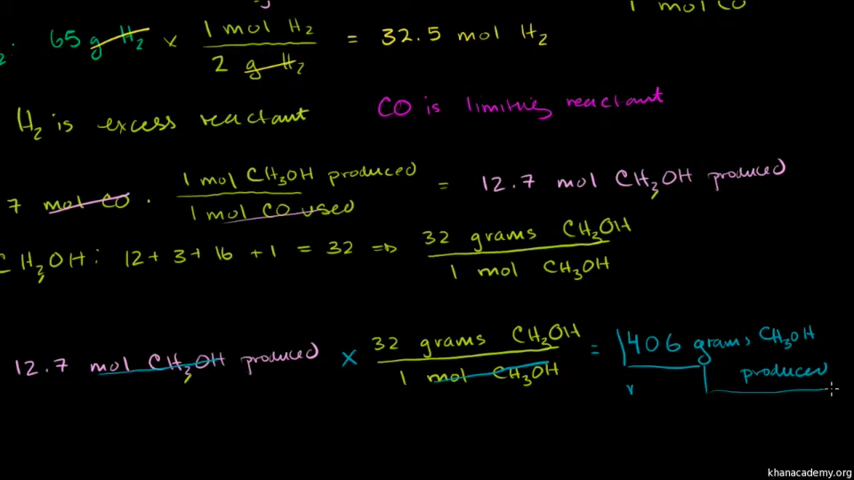 1 mol CO
2: 65 g H2 × 1 mol H2 / 2 g H2 = 32.5 mol H2
H2 is excess reactant CO is limiting reactant
7 mol CO · 1 mol CH3OH produced / 1 mol CO used = 12.7 mol CH3OH produced
CH3OH: 12 + 3 + 16 + 1 = 32 => 32 grams CH3OH / 1 mol CH3OH
12.7 mol CH3OH produced × 32 grams CH3OH / 1 mol CH3OH = 406 grams CH3OH
produced
khanacademy.org